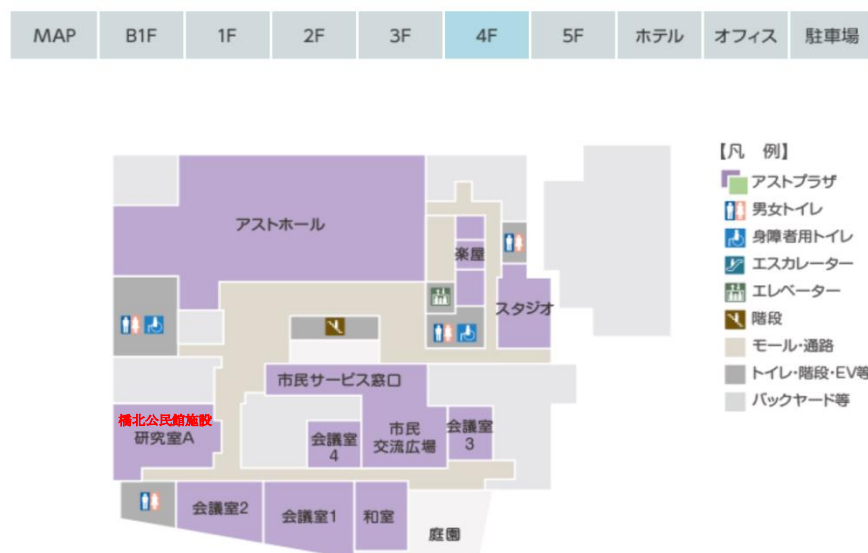 MAP
B1F
1F
2F
3F
4F
5F
ホテル
オフィス
駐車場
【凡 例】
アストプラザ
男女トイレ
身障者用トイレ
エスカレーター
エレベーター
階段
モール・通路
トイレ・階段・EV等
バックヤード等
アストホール
楽屋
スタジオ
市民サービス窓口
橋北公民館施設
研究室A
会議室
4
市民
交流広場
会議室
3
会議室2
会議室1
和室
庭園